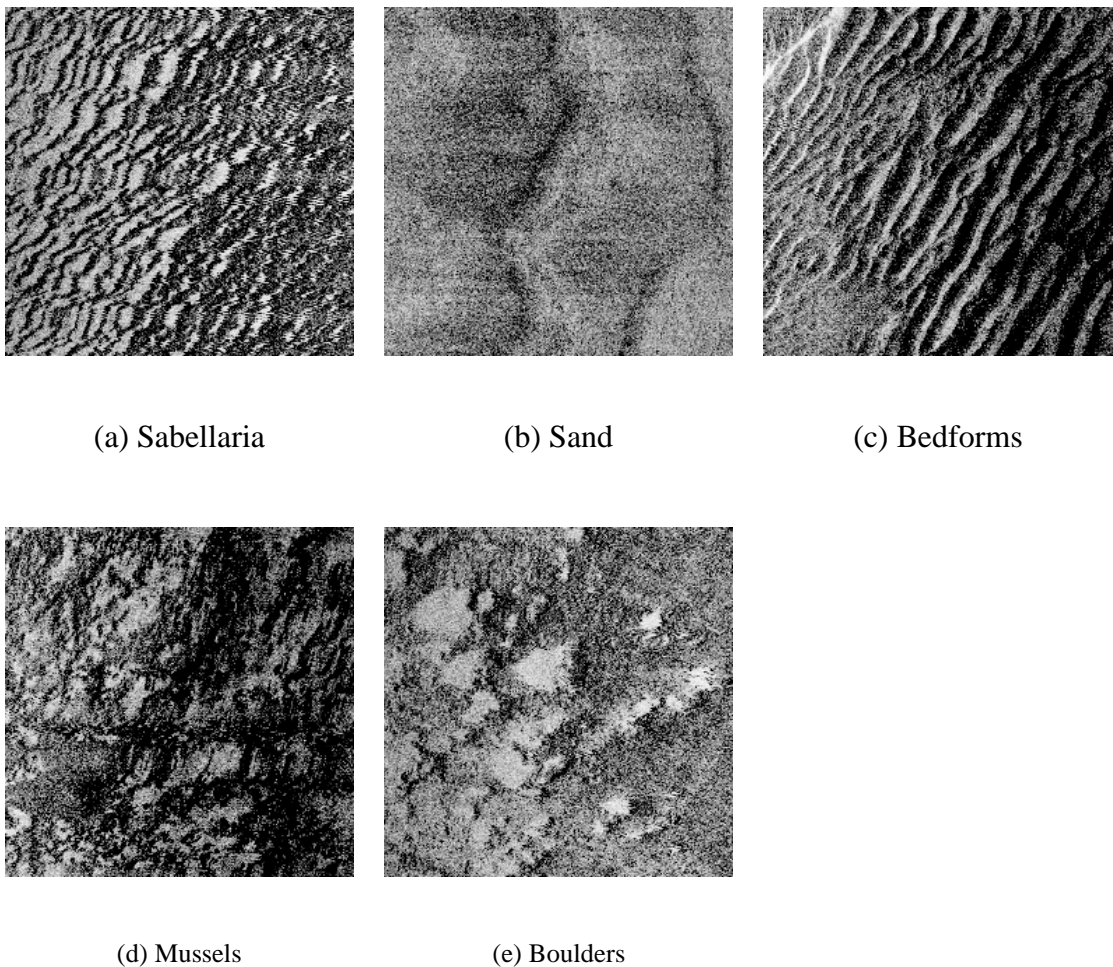 (a) Sabellaria
(b) Sand
(c) Bedforms
(d) Mussels
(e) Boulders